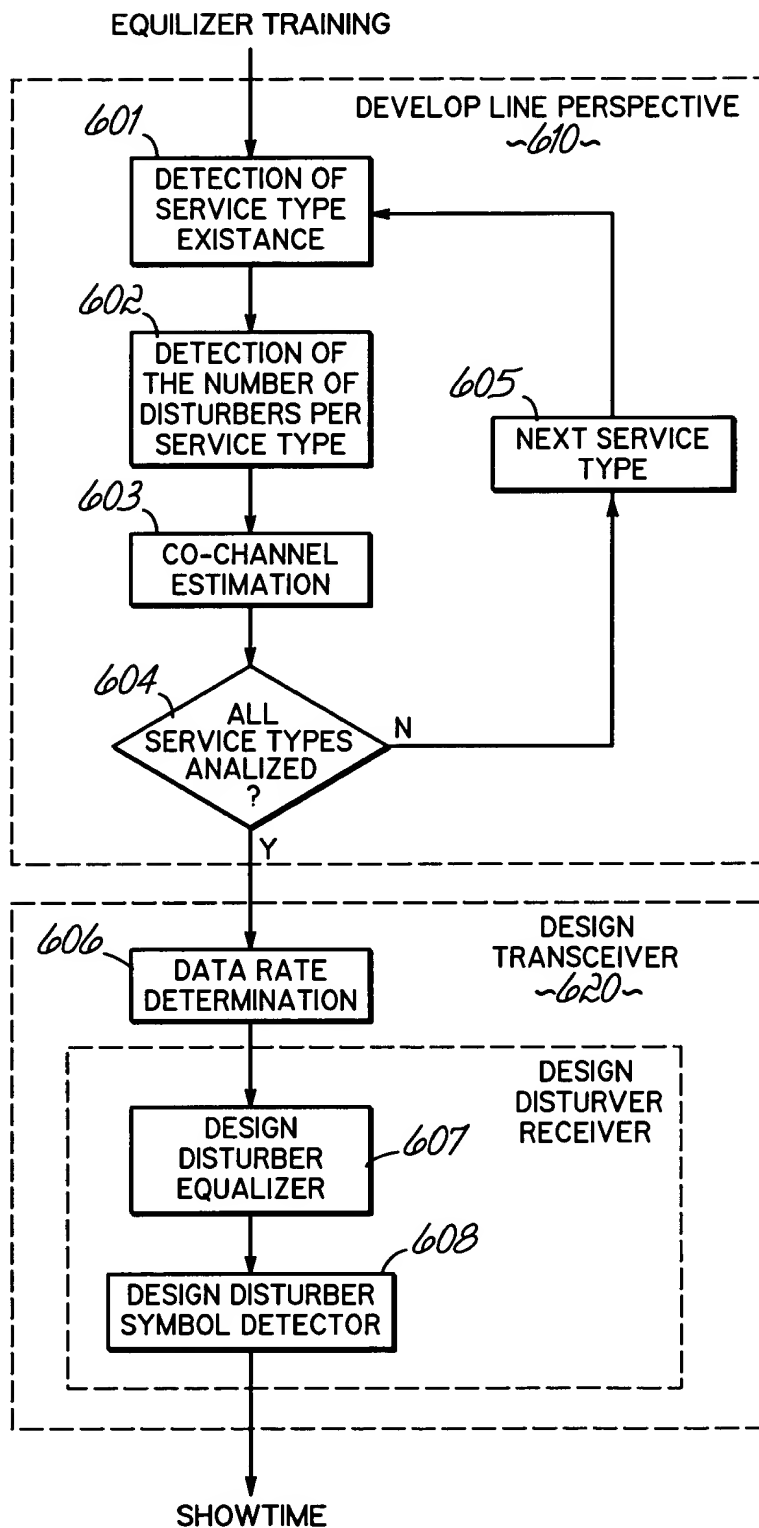 EQUILIZER TRAINING
DEVELOP LINE PERSPECTIVE
~610~
601
DETECTION OF
SERVICE TYPE
EXISTANCE
602
DETECTION OF
THE NUMBER OF
DISTURBERS PER
SERVICE TYPE
605
NEXT SERVICE
TYPE
603
CO-CHANNEL
ESTIMATION
604
ALL
SERVICE TYPES
ANALIZED
?
N
Y
DESIGN
TRANSCEIVER
~620~
606
DATA RATE
DETERMINATION
DESIGN
DISTURVER
RECEIVER
DESIGN
DISTURBER
EQUALIZER
607
608
DESIGN DISTURBER
SYMBOL DETECTOR
SHOWTIME